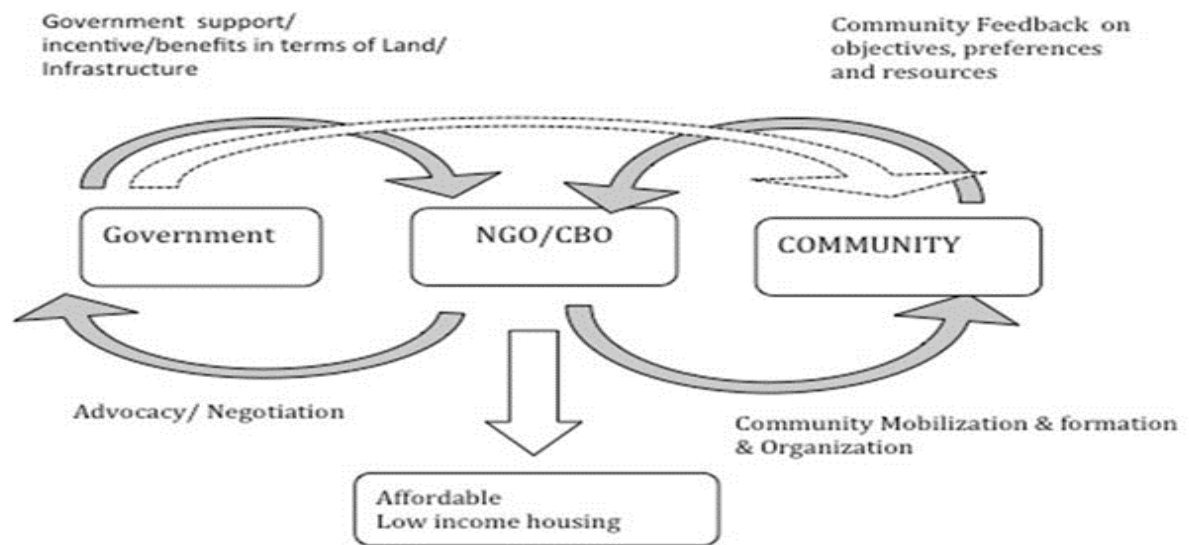 Government support/
incentive/benefits in terms of Land/
Infrastructure
Community Feedback on
objectives, preferences
and resources
Government
NGO/CBO
COMMUNITY
Advocacy/ Negotiation
Community Mobilization & formation
& Organization
Affordable
Low income housing